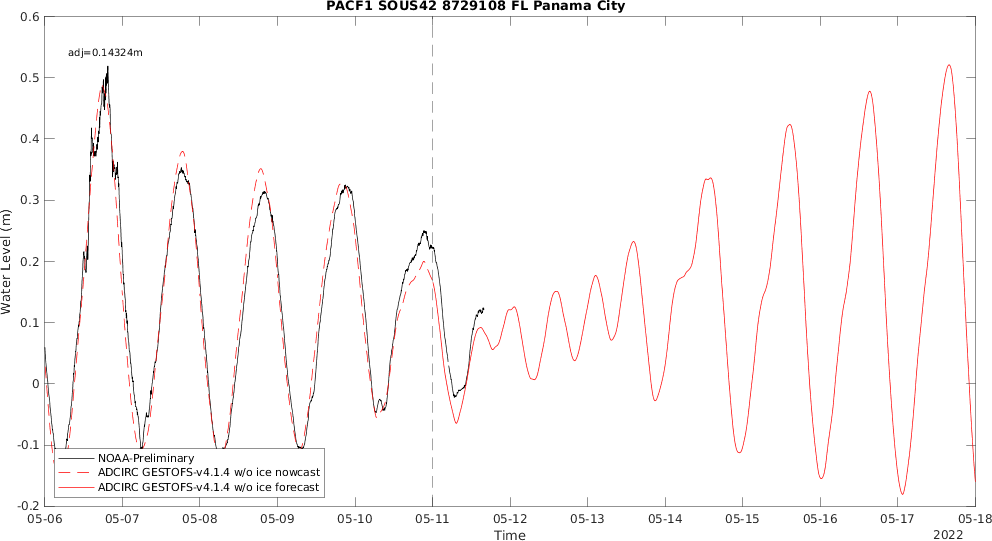 PACF1 SOUS42 8729108 FL Panama City
adj=0.14324m
Water Level (m)
0.6
0.5
0.4
0.3
0.2
0.1
0
-0.1
-0.2
NOAA-Preliminary
ADCIRC GESTOFS-v4.1.4 w/o ice nowcast
ADCIRC GESTOFS-v4.1.4 w/o ice forecast
05-06 05-07 05-08 05-09 05-10 05-11 05-12 05-13 05-14 05-15 05-16 05-17 05-18
Time
2022